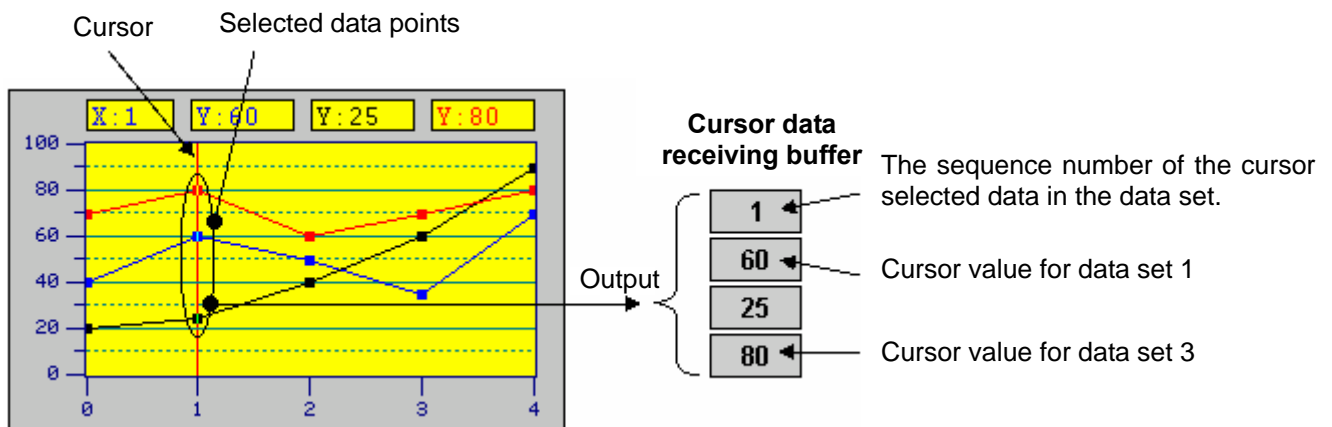 Cursor
Selected data points
X:1 Y:60 Y:25 Y:80
100
80
60
40
20
0
0 1 2 3 4
Output
Cursor data
receiving buffer
1
60
25
80
The sequence number of the cursor
selected data in the data set.
Cursor value for data set 1
Cursor value for data set 3